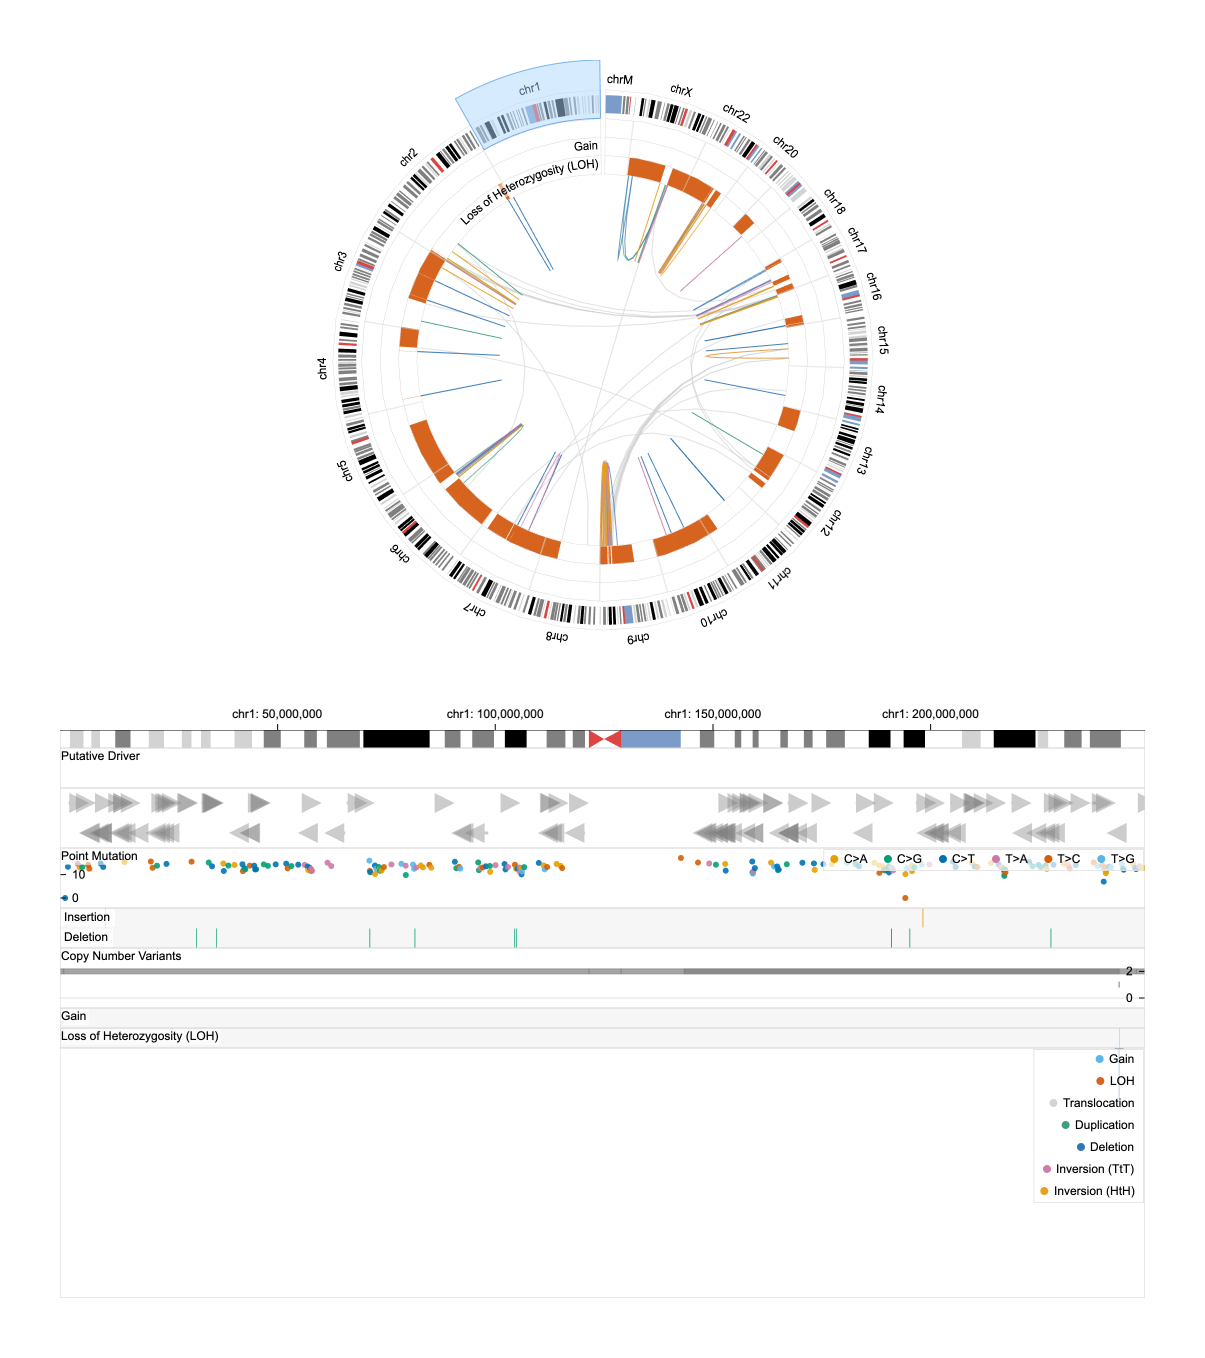 chrM
chr1
chrX
chr22
chr20
chr2
Gain
Loss of Heterozygosity (LOH)
chr18
chr17
chr3
chr16
chr15
chr4
chr14
chr13
chr5
chr12
chr6
chr11
chr7
chr10
chr8
chr9
chr1: 50,000,000 chr1: 100,000,000 chr1: 150,000,000 chr1: 200,000,000
Putative Driver
Point Mutation
C>A C>G C>T T>A T>C T>G
10
0
Insertion
Deletion
Copy Number Variants
2
0
Gain
Loss of Heterozygosity (LOH)
Gain
LOH
Translocation
Duplication
Deletion
Inversion (TtT)
Inversion (HtH)